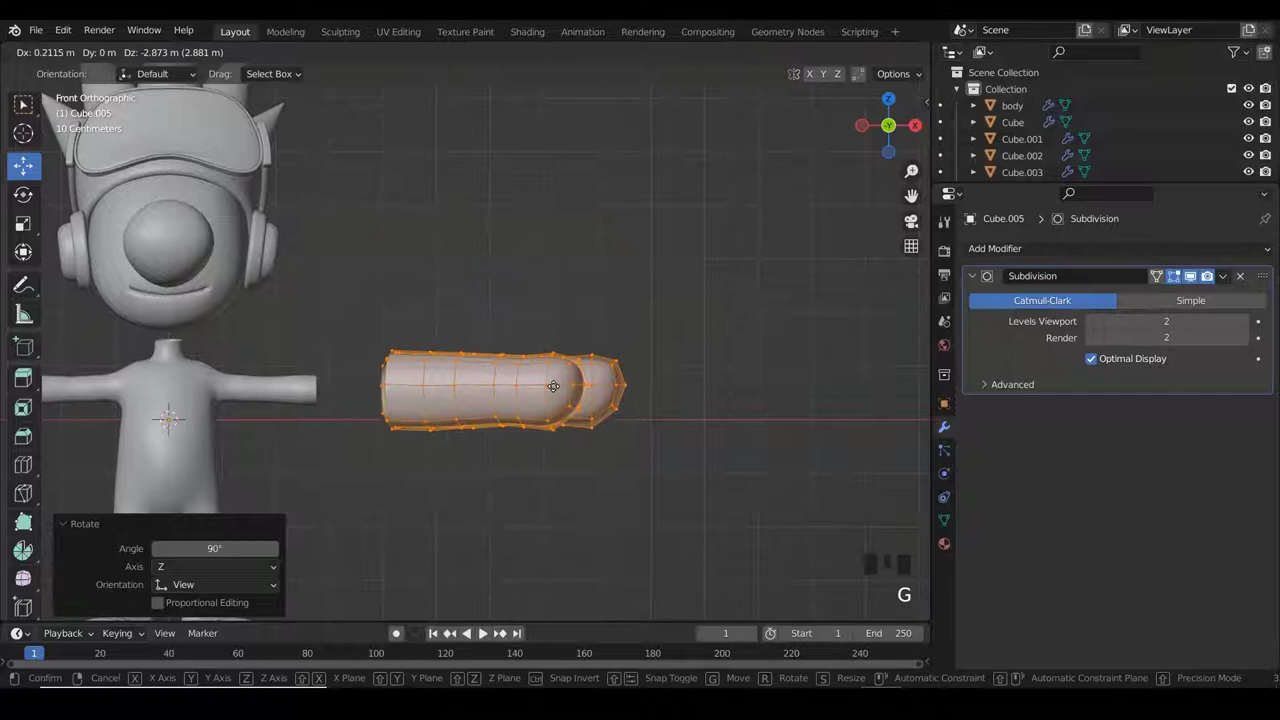 File Edit Render Window Help Layout Modeling Sculpting UV Editing Texture Paint Shading Animation Rendering Compositing Geometry Nodes Scripting + Scene ViewLayer
Dx: 0.2115 m Dy: 0 m Dz: -2.873 m (2.881 m)
Orientation: Default Drag: Select Box X Y Z Options
Front Orthographic
(1) Cube.005
10 Centimeters
Z
-Y
X
Scene Collection
Collection
body
Cube
Cube.001
Cube.002
Cube.003
Cube.005 > Subdivision
Add Modifier
Subdivision
Catmull-Clark Simple
Levels Viewport 2
Render 2
Optimal Display
Advanced
Rotate
Angle 90°
Axis Z
Orientation View
Proportional Editing
G
Playback Keying View Marker 1 Start 1 End 250
1 20 40 60 80 100 120 140 160 180 200 220 240
Confirm Cancel X X Axis Y Y Axis Z Z Axis X X Plane Y Y Plane Z Z Plane Ctrl Snap Invert Snap Toggle G Move R Rotate S Resize Automatic Constraint Automatic Constraint Plane Precision Mode 3